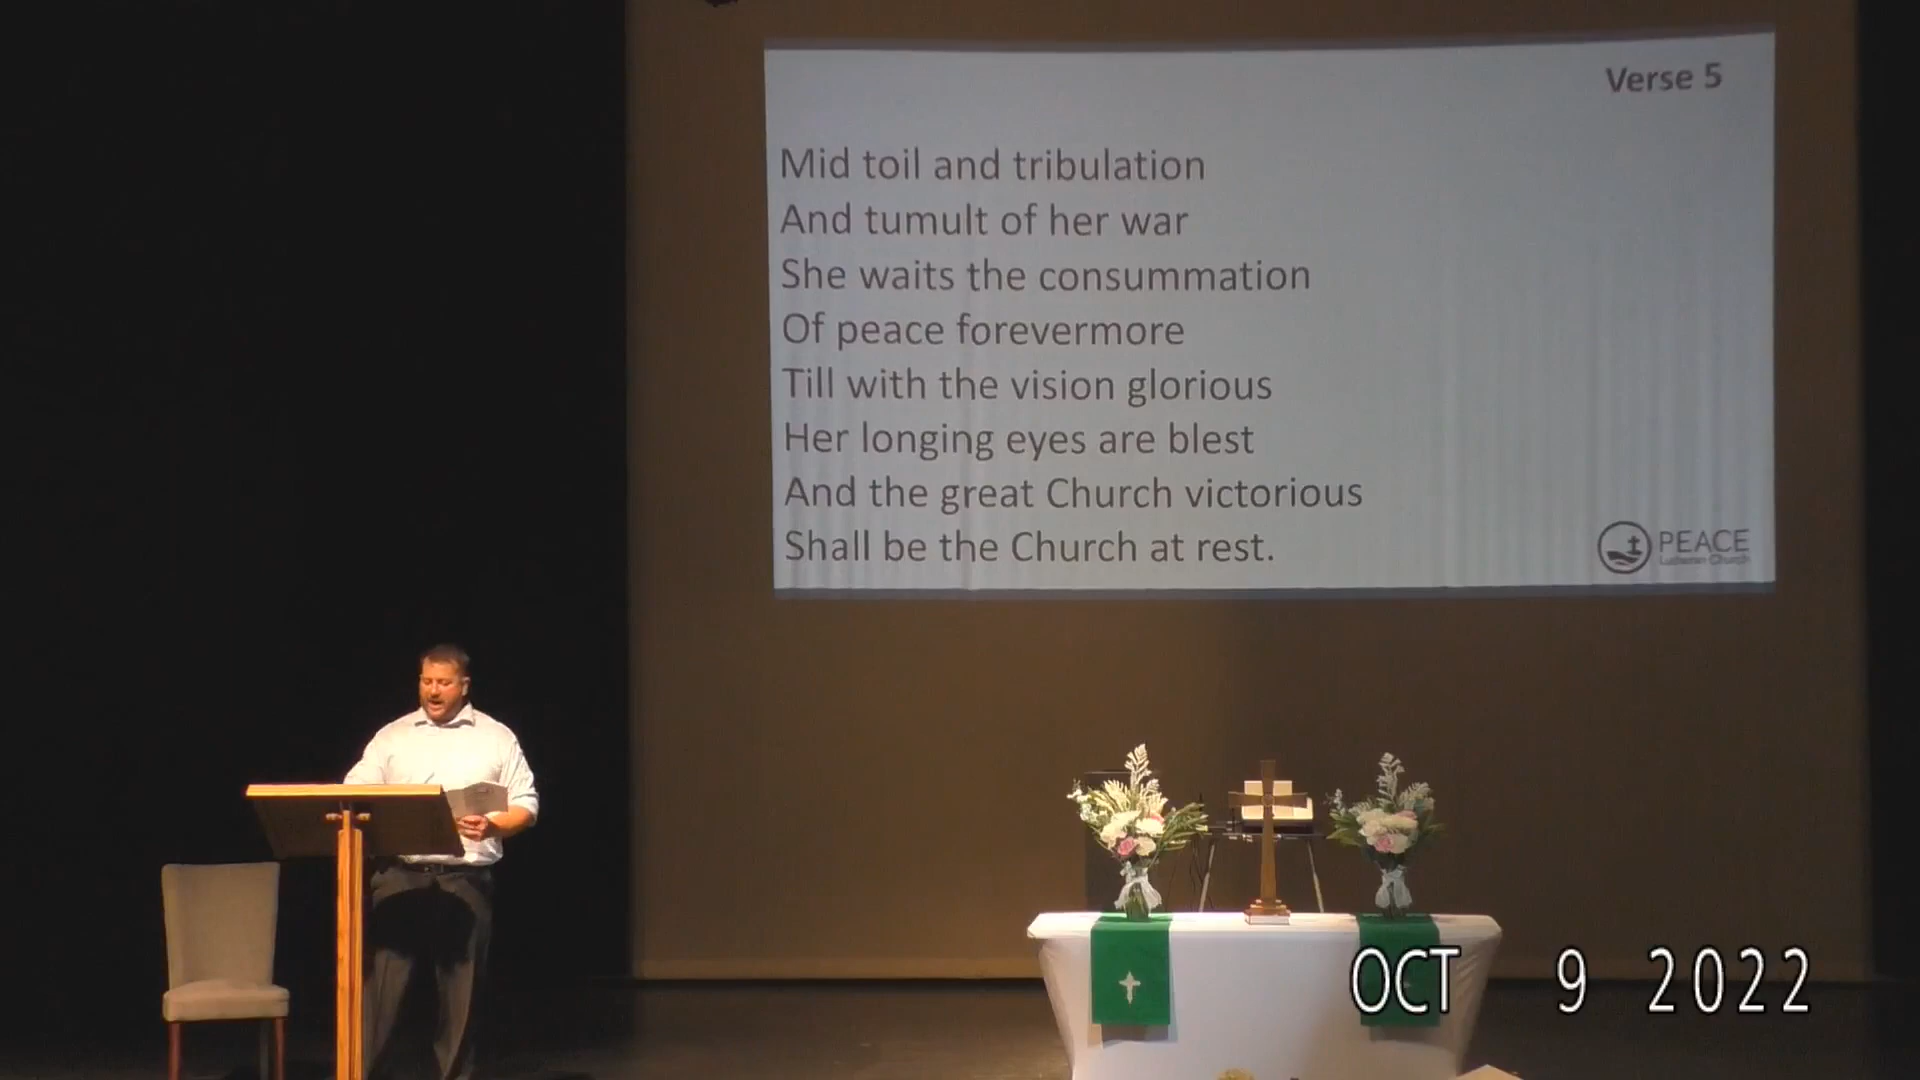 Verse 5
Mid toil and tribulation
And tumult of her war
She waits the consummation
Of peace forevermore
Till with the vision glorious
Her longing eyes are blest
And the great Church victorious
Shall be the Church at rest.
PEACE
Lutheran Church
OCT 9 2022